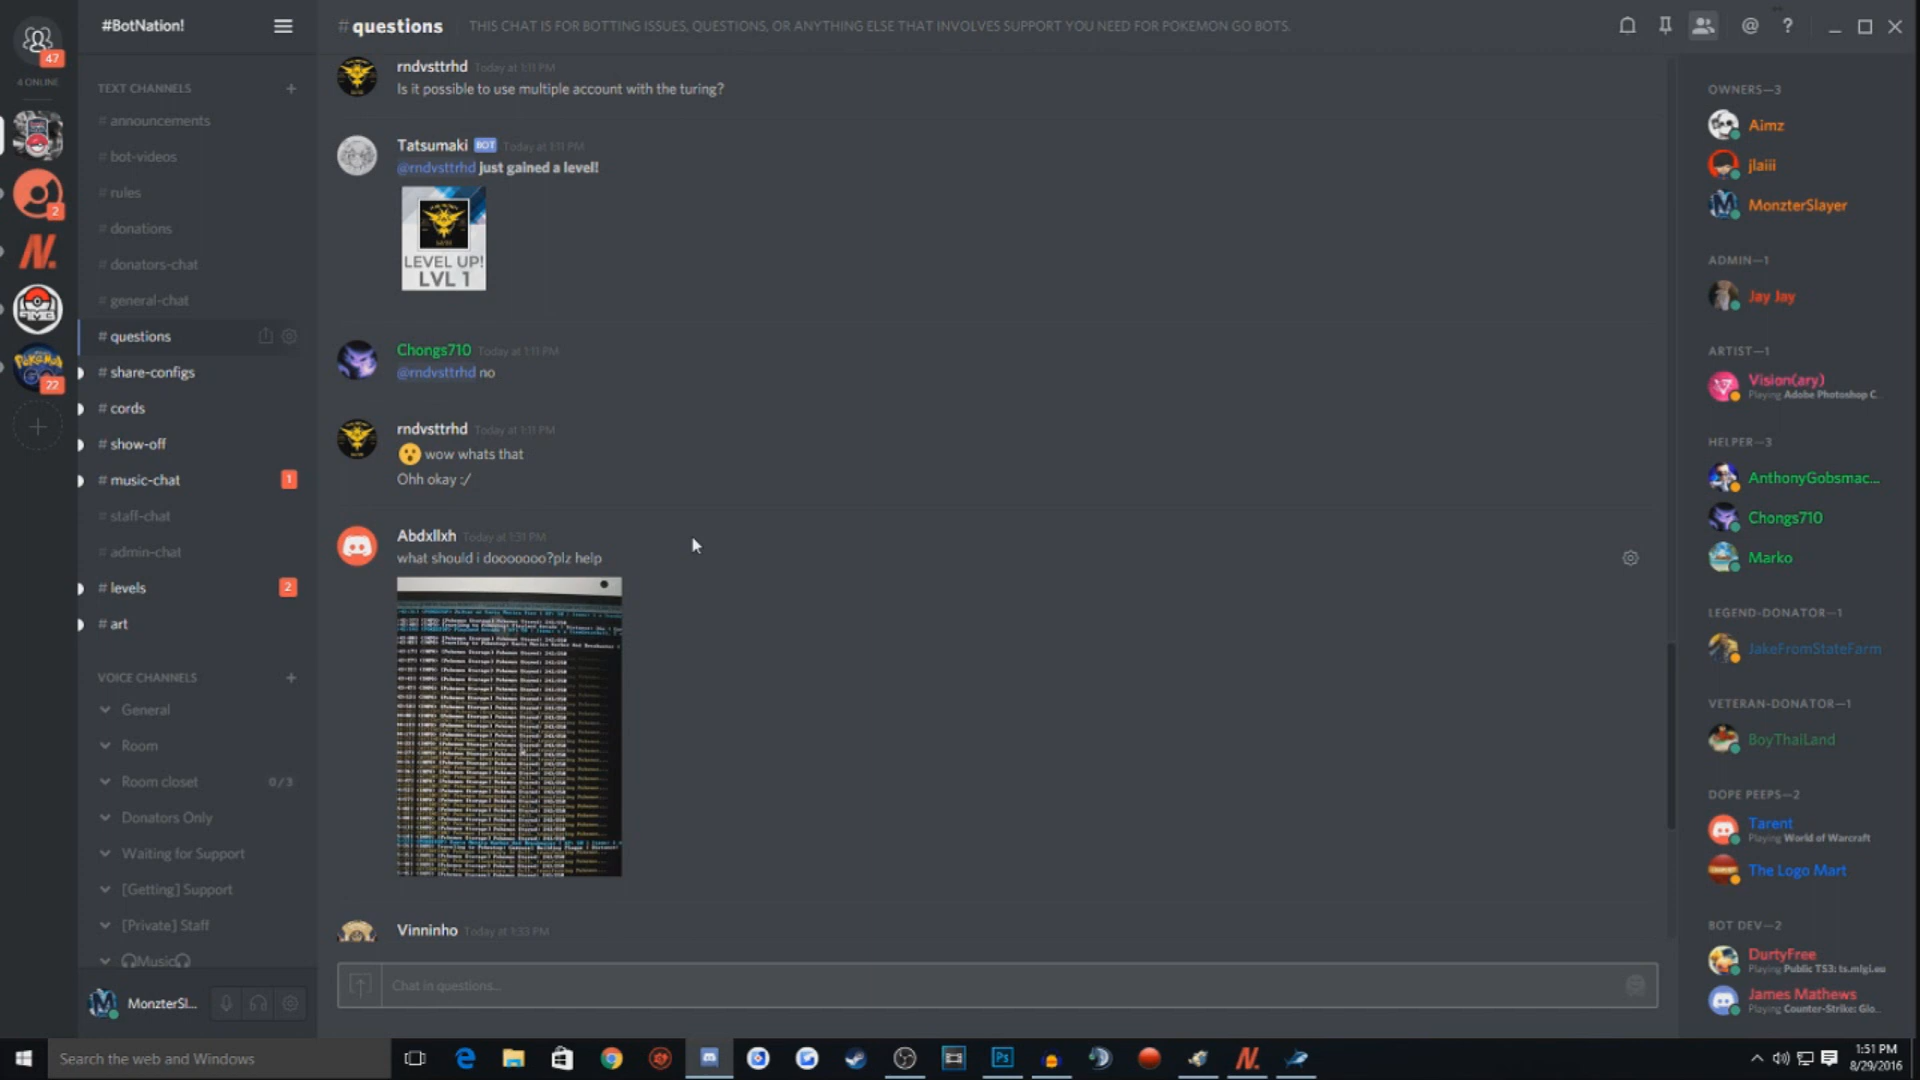 47
4 ONLINE
2
22
#BotNation!
TEXT CHANNELS
# announcements
# bot-videos
# rules
# donations
# donators-chat
# general-chat
# questions
# share-configs
# cords
# show-off
# music-chat 1
# staff-chat
# admin-chat
# levels 2
# art
VOICE CHANNELS
General
Room
Room closet 0/3
Donators Only
Waiting for Support
[Getting] Support
[Private] Staff
Music
MonzterSl...
# questions THIS CHAT IS FOR BOTTING ISSUES, QUESTIONS, OR ANYTHING ELSE THAT INVOLVES SUPPORT YOU NEED FOR POKEMON GO BOTS.
rndvsttrhd Today at 1:11 PM
Is it possible to use multiple account with the turing?
Tatsumaki BOT Today at 1:11 PM
@rndvsttrhd just gained a level!
LEVEL UP!
LVL 1
Chongs710 Today at 1:11 PM
@rndvsttrhd no
rndvsttrhd Today at 1:11 PM
😮 wow whats that
Ohh okay :/
Abdxllxh Today at 1:31 PM
what should i dooooooo?plz help
Vinninho Today at 1:33 PM
Chat in questions...
OWNERS—3
Aimz
jlaiii
MonzterSlayer
ADMIN—1
Jay Jay
ARTIST—1
Vision(ary)
Playing Adobe Photoshop C...
HELPER—3
AnthonyGobsmac...
Chongs710
Marko
LEGEND-DONATOR—1
JakeFromStateFarm
VETERAN-DONATOR—1
BoyThaiLand
DOPE PEEPS—2
Tarent
Playing World of Warcraft
The Logo Mart
BOT DEV—2
DurtyFree
Playing Public TS3: ts.mlgi.eu
James Mathews
Playing Counter-Strike: Glo...
Search the web and Windows
Ps
1:51 PM
8/29/2016